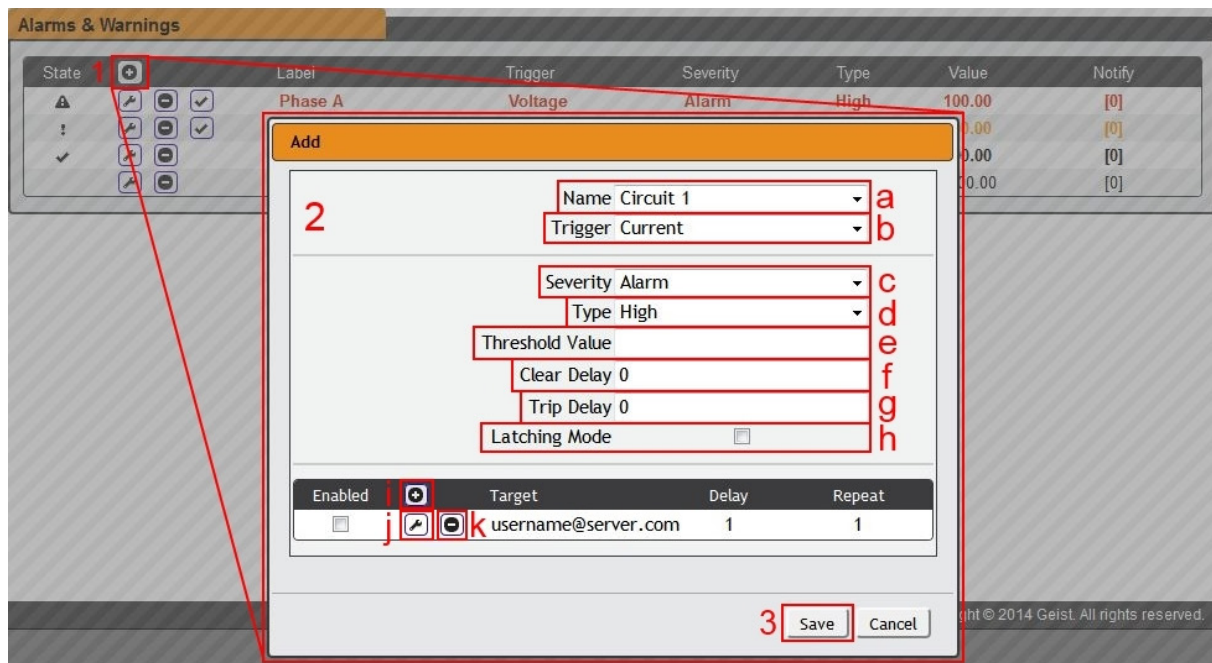 Alarms & Warnings
State 1 Label Trigger Severity Type Value Notify
Phase A Voltage Alarm High 100.00 [0]
[0]
[0]
[0]
Add
2
Name Circuit 1 a
Trigger Current b
Severity Alarm c
Type High d
Threshold Value e
Clear Delay 0 f
Trip Delay 0 g
Latching Mode h
Enabled i Target Delay Repeat
j k username@server.com 1 1
3 Save Cancel
© 2014 Geist. All rights reserved.